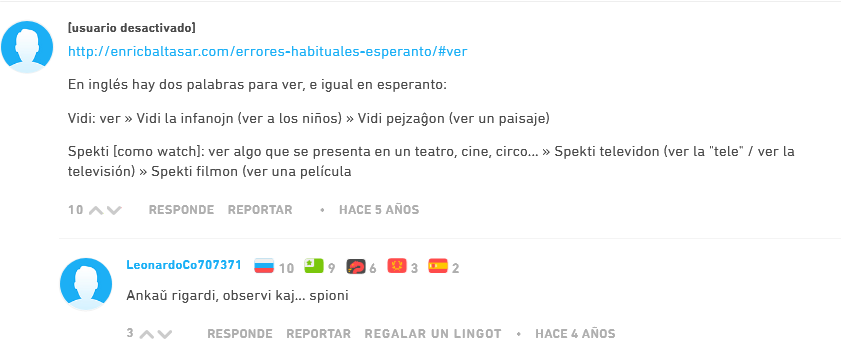 [usuario desactivado]
http://enricbaltasar.com/errores-habituales-esperanto/#ver
En inglés hay dos palabras para ver, e igual en esperanto:
Vidi: ver » Vidi la infanojn (ver a los niños) » Vidi pejzaĝon (ver un paisaje)
Spekti [como watch]: ver algo que se presenta en un teatro, cine, circo... » Spekti televidon (ver la "tele" / ver la
televisión) » Spekti filmon (ver una película
10 RESPONDE REPORTAR • HACE 5 AÑOS
LeonardoCo707371 10 9 6 3 2
Ankaŭ rigardi, observi kaj... spioni
3 RESPONDE REPORTAR REGALAR UN LINGOT • HACE 4 AÑOS